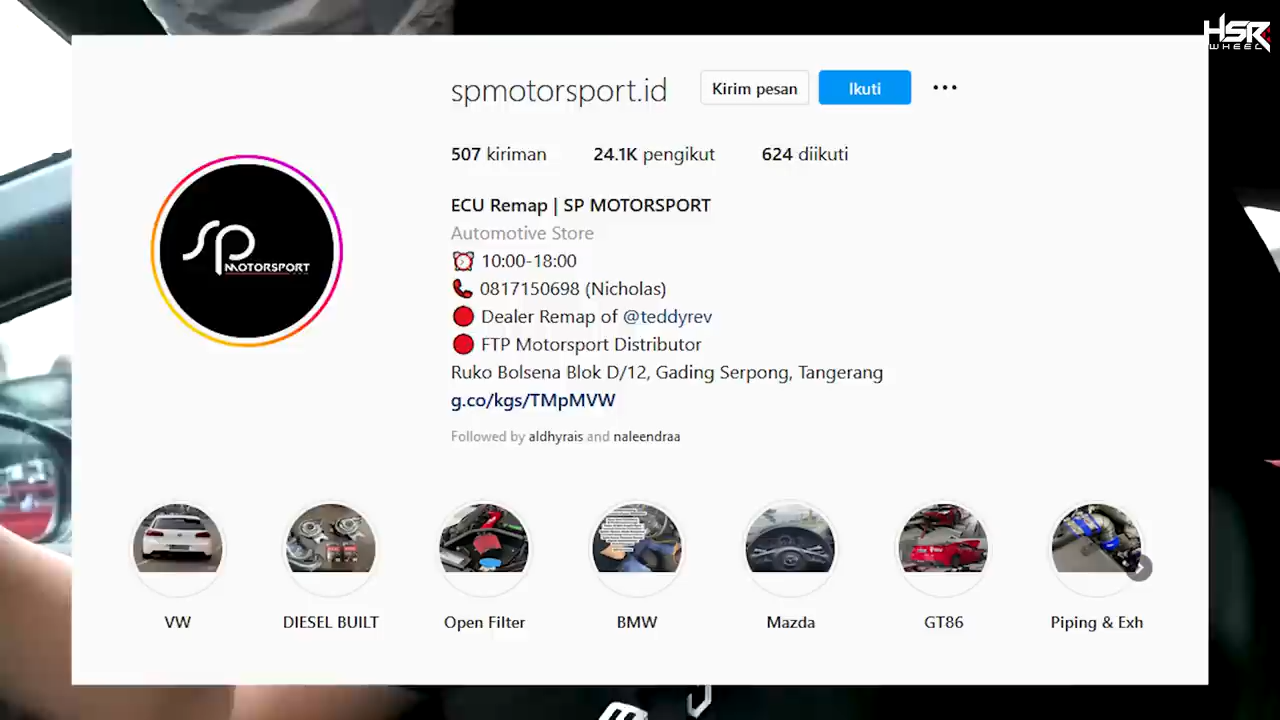 HSR
WHEEL
spmotorsport.id
Kirim pesan
Ikuti
507 kiriman
24.1K pengikut
624 diikuti
SP
MOTORSPORT
ECU Remap | SP MOTORSPORT
Automotive Store
10:00-18:00
0817150698 (Nicholas)
Dealer Remap of @teddyrev
FTP Motorsport Distributor
Ruko Bolsena Blok D/12, Gading Serpong, Tangerang
g.co/kgs/TMpMVW
Followed by aldhyrais and naleendraa
VW
DIESEL BUILT
Open Filter
BMW
Mazda
GT86
Piping & Exh